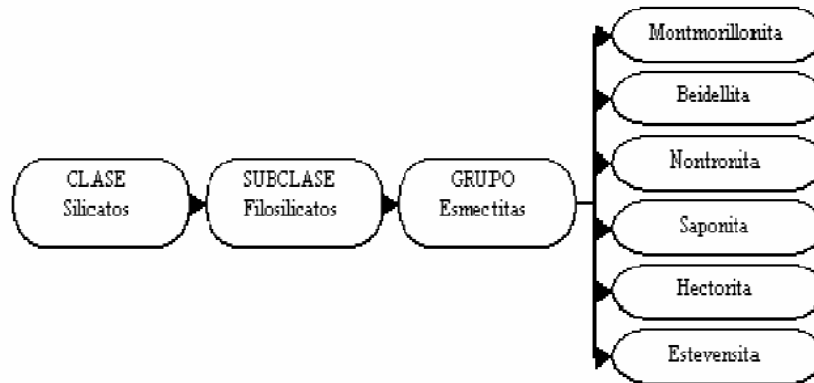 CLASE
Silicatos
SUBCLASE
Filosilicatos
GRUPO
Esmectitas
Montmorillonita
Beidellita
Nontronita
Saponita
Hectorita
Estevensita